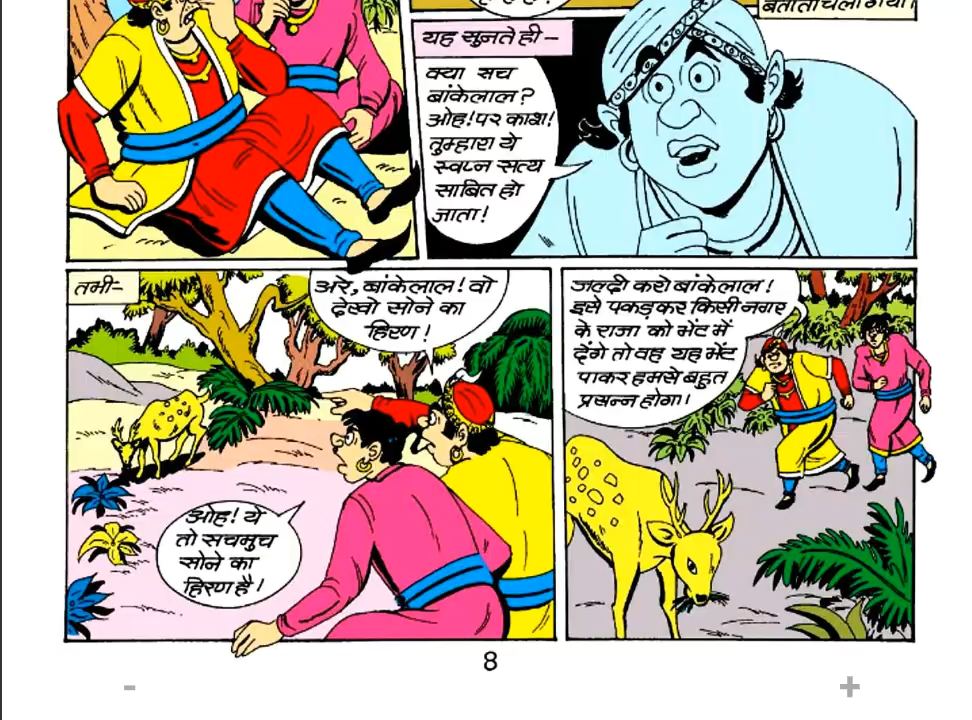 बताता चला गया।
यह सुनते ही –
क्या सच
बांकेलाल?
ओह! पर काश!
तुम्हारा ये
स्वप्न सत्य
साबित हो
जाता!
तभी–
अरे, बांकेलाल! वो
देखो सोने का
हिरण!
ओह! ये
तो सचमुच
सोने का
हिरण है!
जल्दी करो बांकेलाल!
इसे पकड़कर किसी नगर
के राजा को भेंट में
देंगे तो वह यह भेंट
पाकर हमसे बहुत
प्रसन्न होगा।
8
-
+